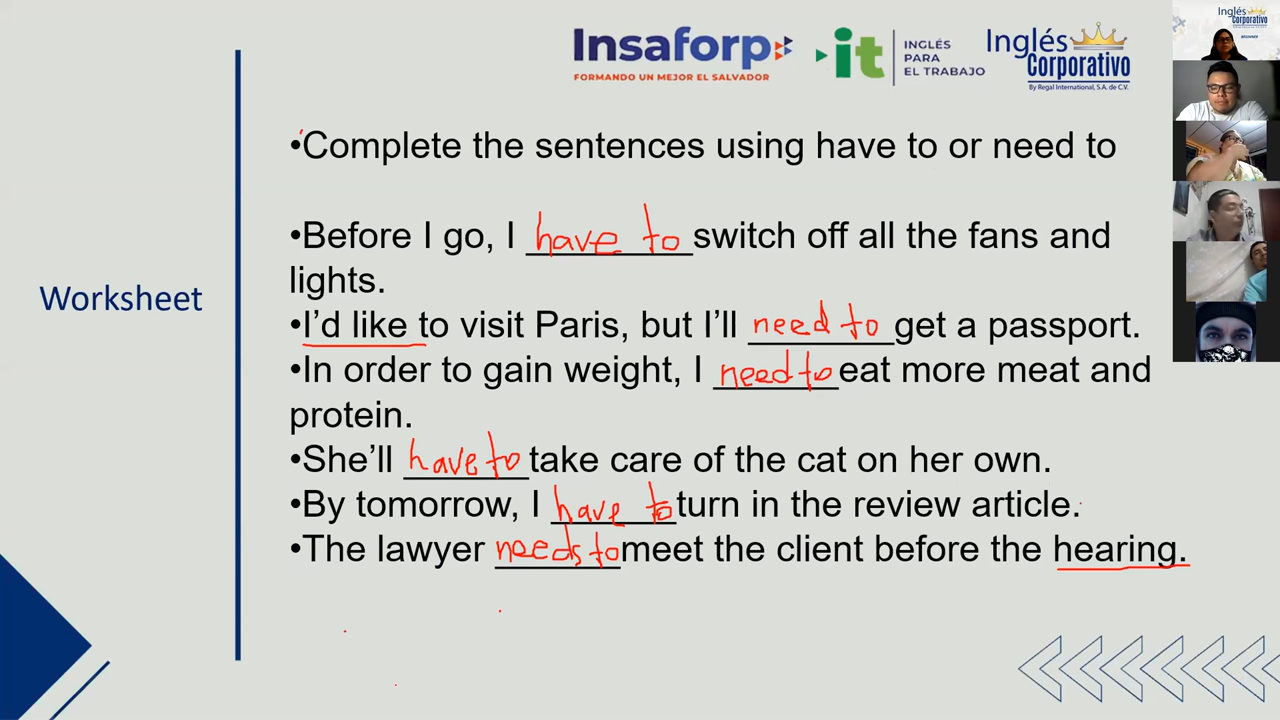 Insaforp
FORMANDO UN MEJOR EL SALVADOR
it
INGLÉS
PARA
EL TRABAJO
Inglés
Corporativo
By Regal International, S.A. de C.V.
Inglés
Corporativo
Worksheet
•Complete the sentences using have to or need to
•Before I go, I have to switch off all the fans and
lights.
•I'd like to visit Paris, but I'll need to get a passport.
•In order to gain weight, I need to eat more meat and
protein.
•She'll have to take care of the cat on her own.
•By tomorrow, I have to turn in the review article.
•The lawyer needs to meet the client before the hearing.